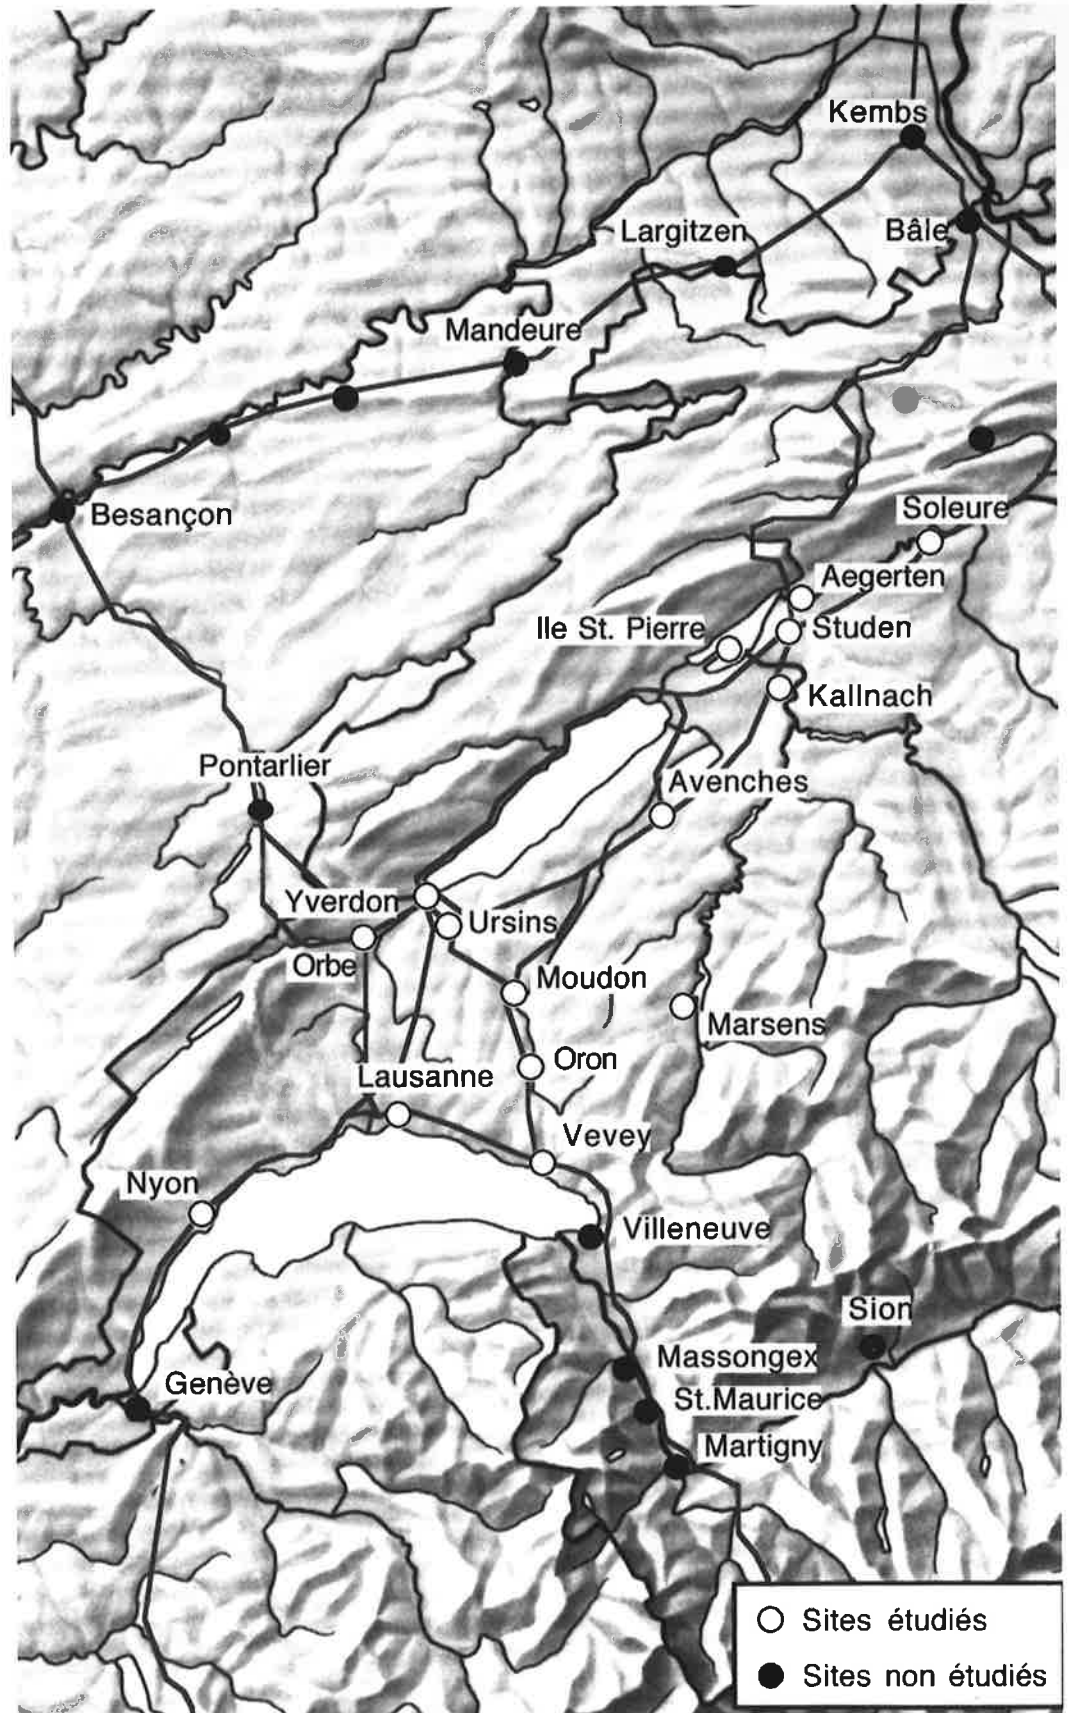 Kembs
Largitzen
Bâle
Mandeure
Besançon
Soleure
Aegerten
Ile St. Pierre
Studen
Kallnach
Pontarlier
Avenches
Yverdon
Ursins
Orbe
Moudon
Marsens
Oron
Lausanne
Vevey
Nyon
Villeneuve
Sion
Massongex
Genève
St.Maurice
Martigny
Sites étudiés
Sites non étudiés